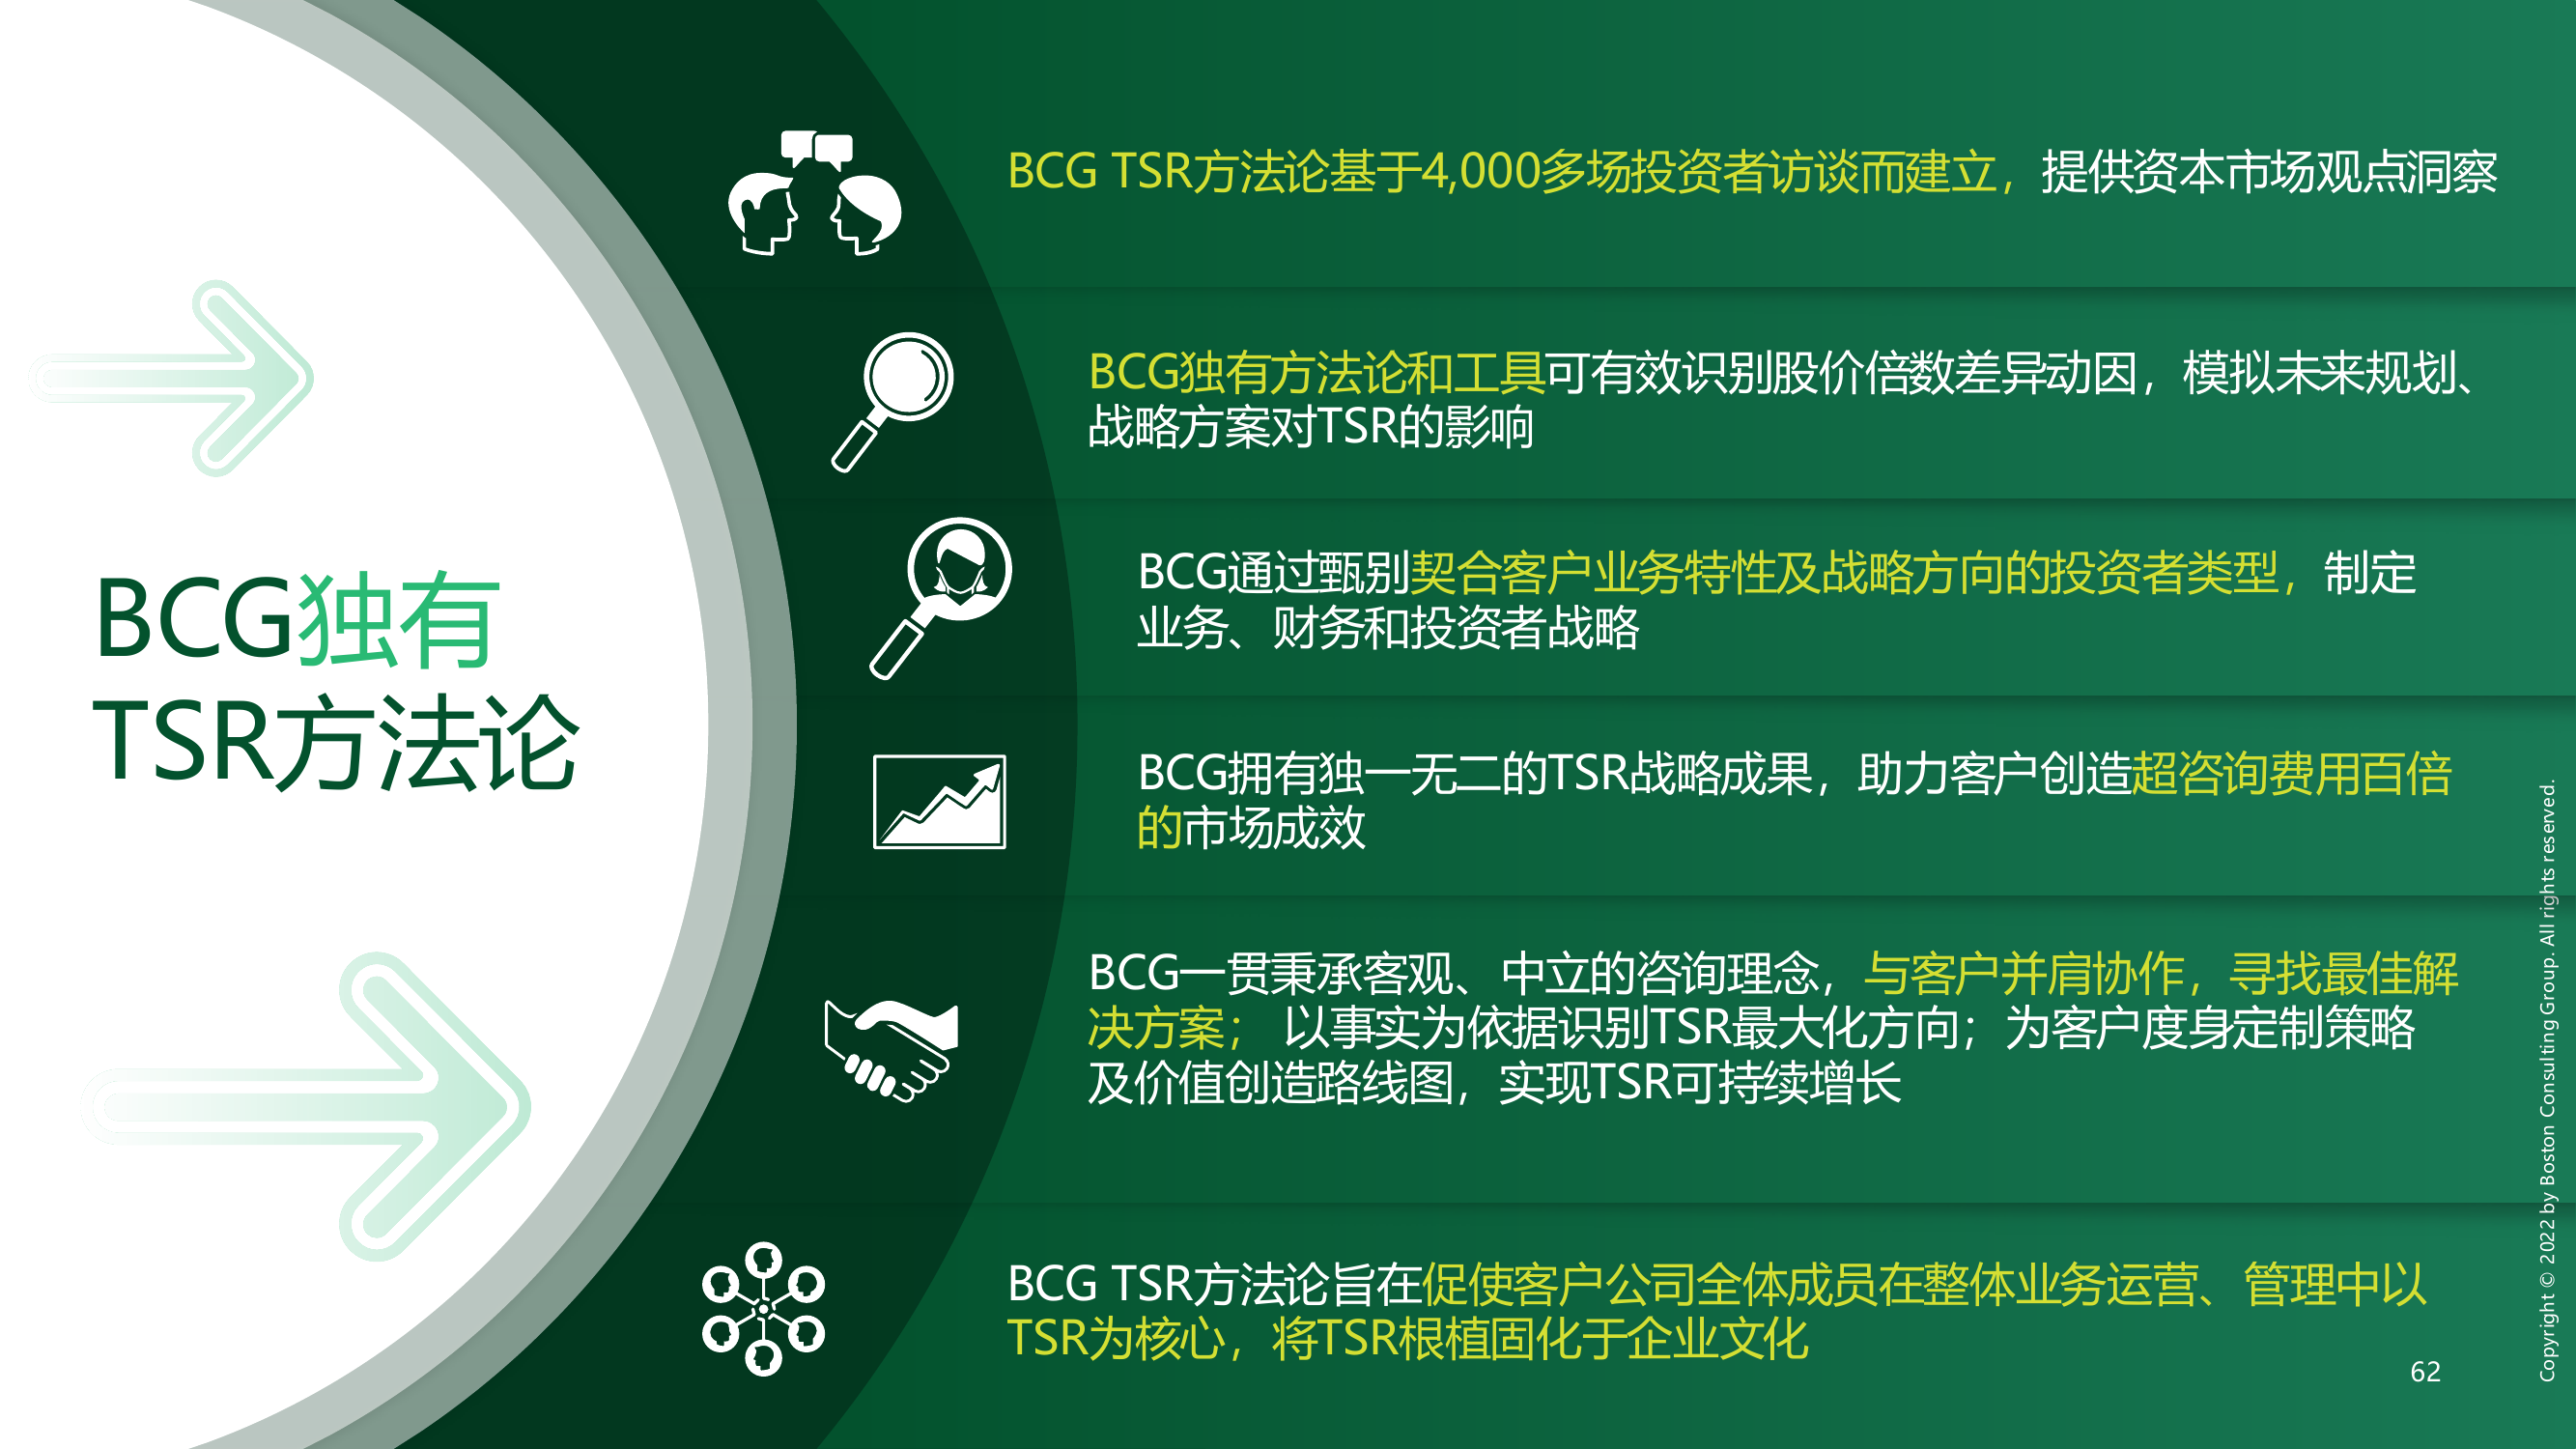 BCG独有
TSR方法论
BCG TSR方法论基于4,000多场投资者访谈而建立，提供资本市场观点洞察
BCG独有方法论和工具可有效识别股价倍数差异动因，模拟未来规划、
战略方案对TSR的影响
BCG通过甄别契合客户业务特性及战略方向的投资者类型，制定
业务、财务和投资者战略
BCG拥有独一无二的TSR战略成果，助力客户创造超咨询费用百倍
的市场成效
BCG一贯秉承客观、中立的咨询理念，与客户并肩协作，寻找最佳解
决方案； 以事实为依据识别TSR最大化方向；为客户度身定制策略
及价值创造路线图，实现TSR可持续增长
BCG TSR方法论旨在促使客户公司全体成员在整体业务运营、管理中以
TSR为核心，将TSR根植固化于企业文化
62
Copyright © 2022 by Boston Consulting Group. All rights reserved.